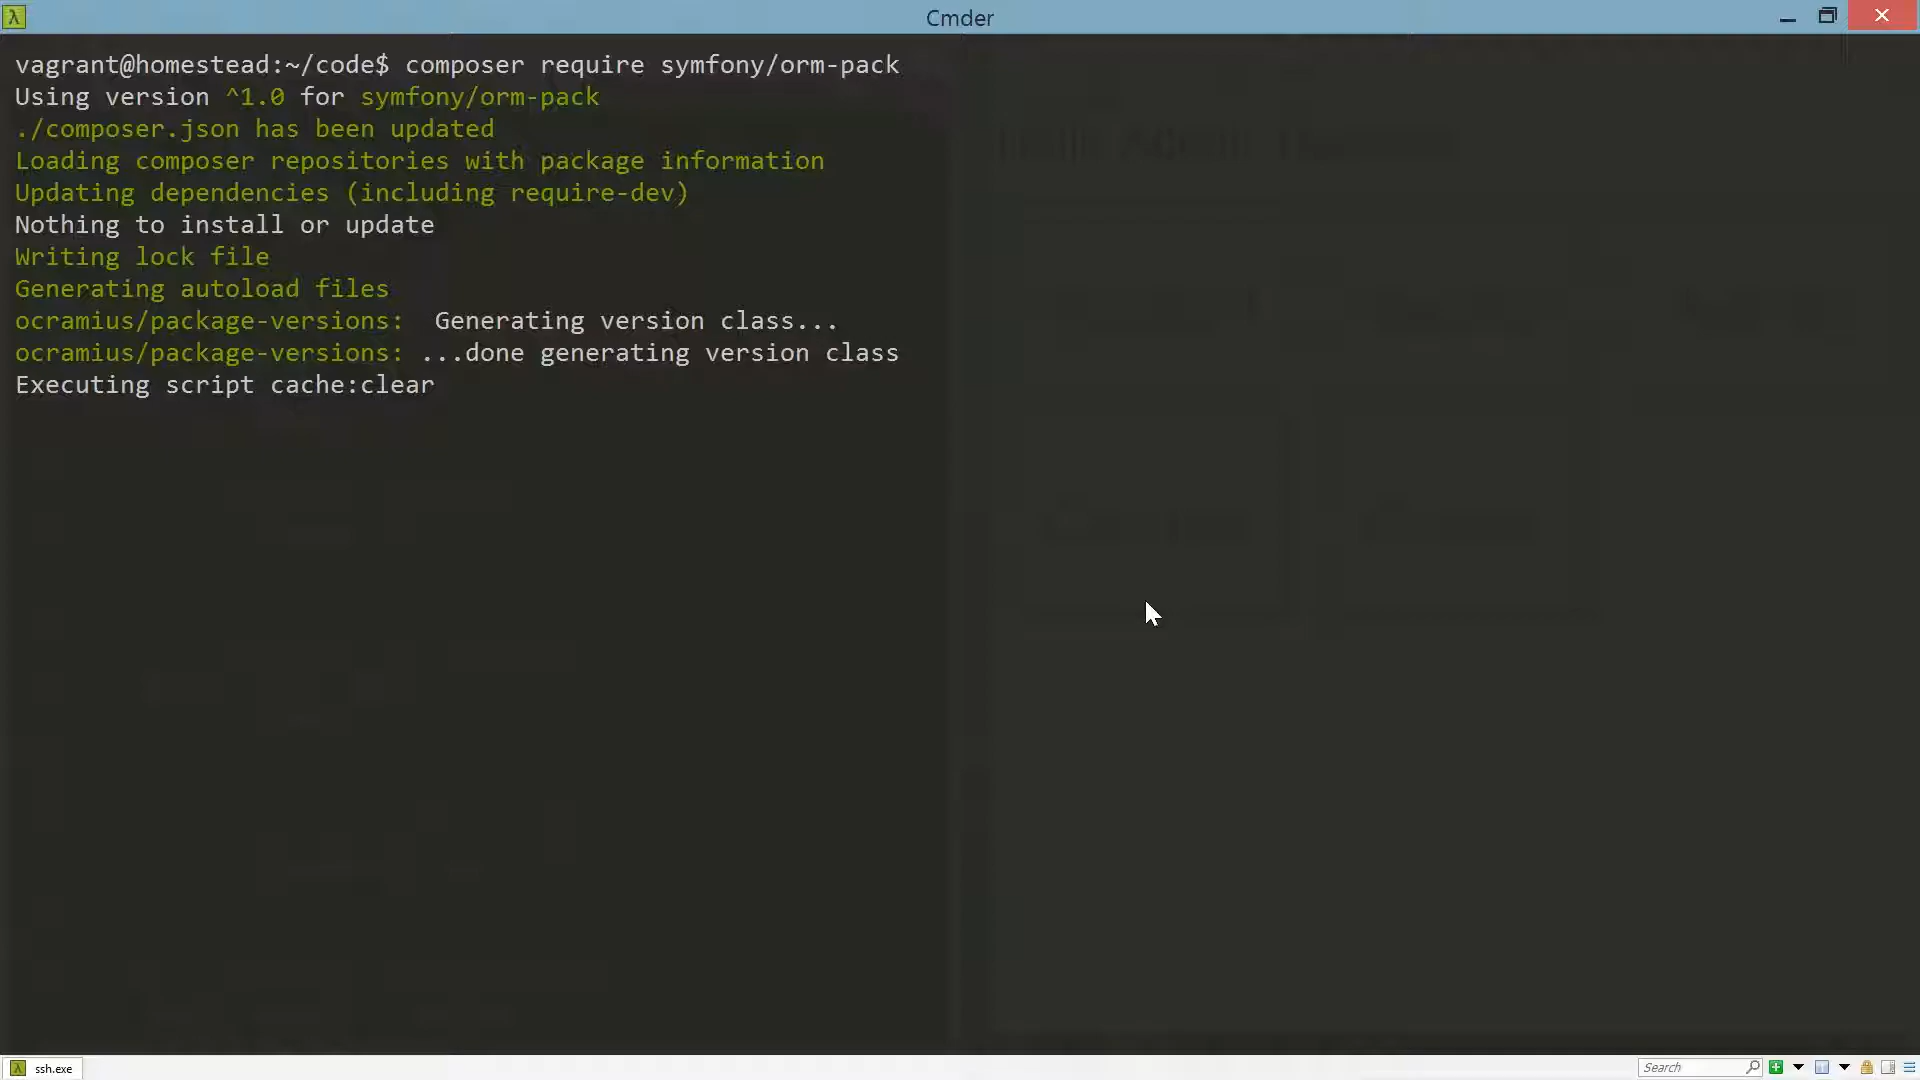 Cmder
vagrant@homestead:~/code$ composer require symfony/orm-pack
Using version ^1.0 for symfony/orm-pack
./composer.json has been updated
Loading composer repositories with package information
Updating dependencies (including require-dev)
Nothing to install or update
Writing lock file
Generating autoload files
ocramius/package-versions:  Generating version class...
ocramius/package-versions: ...done generating version class
Executing script cache:clear
ssh.exe
Search